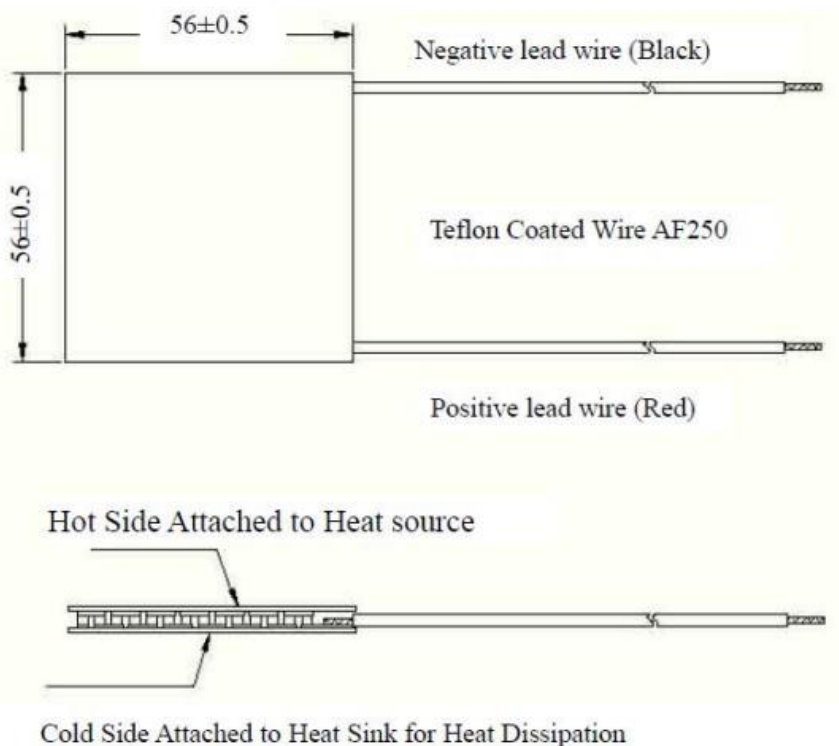 56±0.5
Negative lead wire (Black)
56±0.5
Teflon Coated Wire AF250
Positive lead wire (Red)
Hot Side Attached to Heat source
Cold Side Attached to Heat Sink for Heat Dissipation